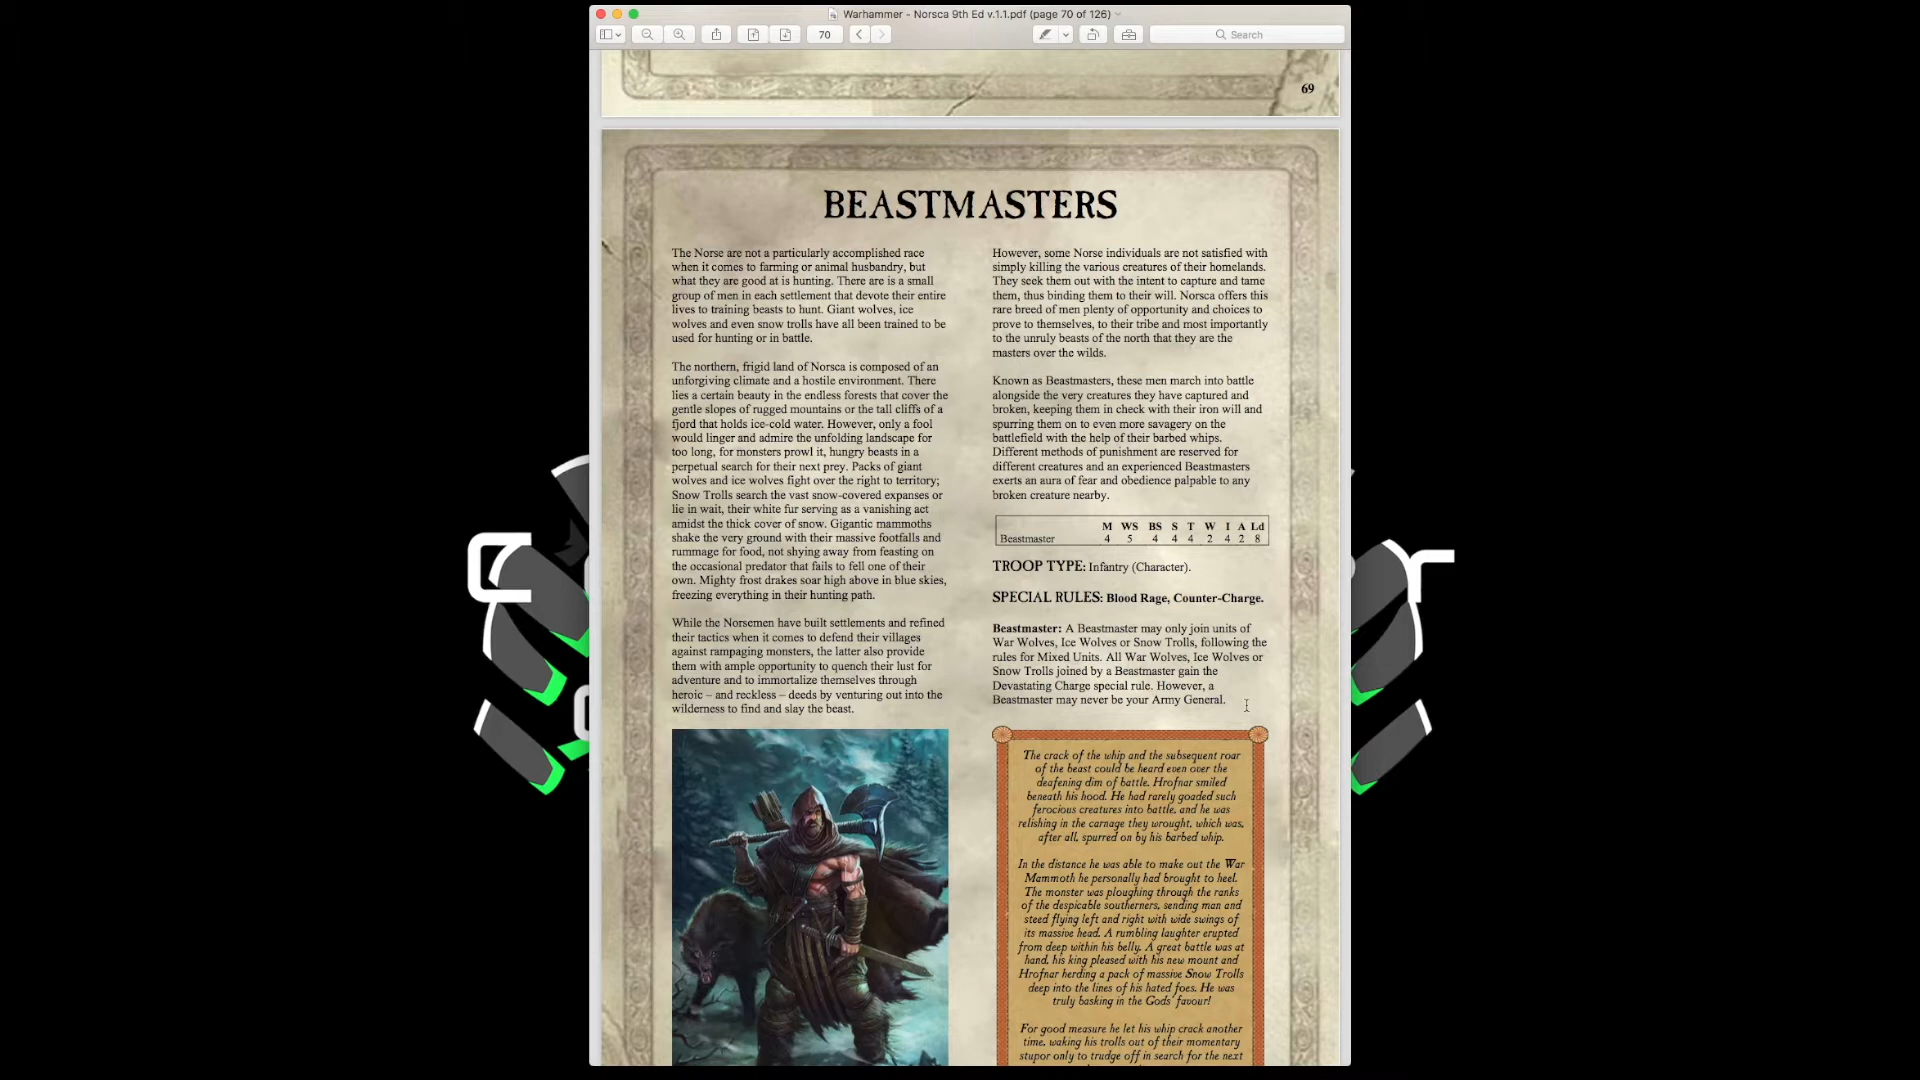 Warhammer - Norsca 9th Ed v.1.1.pdf (page 70 of 126)
70
Search
69
BEASTMASTERS
The Norse are not a particularly accomplished race
when it comes to farming or animal husbandry, but
what they are good at is hunting. There are is a small
group of men in each settlement that devote their entire
lives to training beasts to hunt. Giant wolves, ice
wolves and even snow trolls have all been trained to be
used for hunting or in battle.
The northern, frigid land of Norsca is composed of an
unforgiving climate and a hostile environment. There
lies a certain beauty in the endless forests that cover the
gentle slopes of rugged mountains or the tall cliffs of a
fjord that holds ice-cold water. However, only a fool
would linger and admire the unfolding landscape for
too long, for monsters prowl it, hungry beasts in a
perpetual search for their next prey. Packs of giant
wolves and ice wolves fight over the right to territory;
Snow Trolls search the vast snow-covered expanses or
lie in wait, their white fur serving as a vanishing act
amidst the thick cover of snow. Gigantic mammoths
shake the very ground with their massive footfalls and
rummage for food, not shying away from feasting on
the occasional predator that fails to fell one of their
own. Mighty frost drakes soar high above in blue skies,
freezing everything in their hunting path.
While the Norsemen have built settlements and refined
their tactics when it comes to defend their villages
against rampaging monsters, the latter also provide
them with ample opportunity to quench their lust for
adventure and to immortalize themselves through
heroic – and reckless – deeds by venturing out into the
wilderness to find and slay the beast.
However, some Norse individuals are not satisfied with
simply killing the various creatures of their homelands.
They seek them out with the intent to capture and tame
them, thus binding them to their will. Norsca offers this
rare breed of men plenty of opportunity and choices to
prove to themselves, to their tribe and most importantly
to the unruly beasts of the north that they are the
masters over the wilds.
Known as Beastmasters, these men march into battle
alongside the very creatures they have captured and
broken, keeping them in check with their iron will and
spurring them on to even more savagery on the
battlefield with the help of their barbed whips.
Different methods of punishment are reserved for
different creatures and an experienced Beastmasters
exerts an aura of fear and obedience palpable to any
broken creature nearby.
M WS BS S T W I A Ld
Beastmaster 4 5 4 4 4 2 4 2 8
TROOP TYPE: Infantry (Character).
SPECIAL RULES: Blood Rage, Counter-Charge.
Beastmaster: A Beastmaster may only join units of
War Wolves, Ice Wolves or Snow Trolls, following the
rules for Mixed Units. All War Wolves, Ice Wolves or
Snow Trolls joined by a Beastmaster gain the
Devastating Charge special rule. However, a
Beastmaster may never be your Army General.
The crack of the whip and the subsequent roar
of the beast could be heard even over the
deafening dim of battle. Hrofnar smiled
beneath his hood. He had rarely goaded such
ferocious creatures into battle, and he was
relishing in the carnage they wrought, which was,
after all, spurred on by his barbed whip.
In the distance he was able to make out the War
Mammoth he personally had brought to heel.
The monster was ploughing through the ranks
of the despicable southerners, sending man and
steed flying left and right with wide swings of
its massive head. A rumbling laughter erupted
from deep within his belly. A great battle was at
hand, his king pleased with his new mount and
Hrofnar herding a pack of massive Snow Trolls
deep into the lines of his hated foes. He was
truly basking in the Gods' favour!
For good measure he let his whip crack another
time, waking his trolls out of their momentary
stupor only to trudge off in search for the next